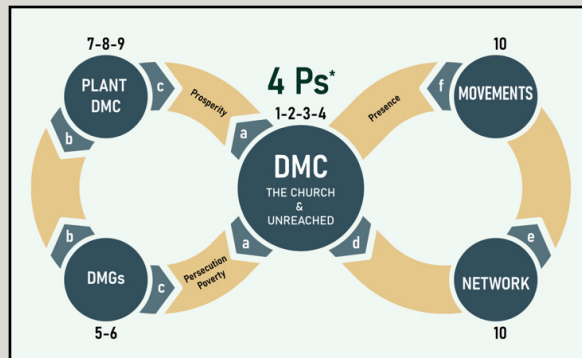 7-8-9
PLANT
DMC
c
Prosperity
b
4 Ps*
1-2-3-4
a
DMC
THE CHURCH
&
UNREACHED
Presence
f
10
MOVEMENTS
b
DMGs
5-6
c
Persecution
Poverty
a
d
e
NETWORK
10